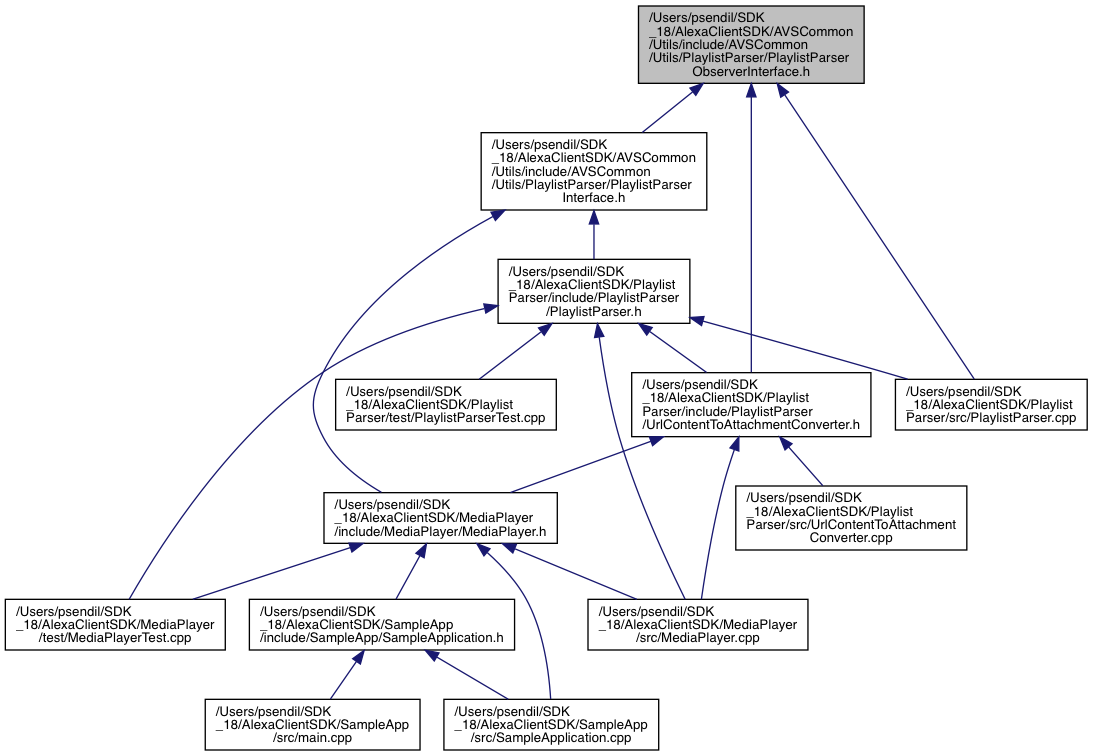 /Users/psendil/SDK
_18/AlexaClientSDK/AVSCommon
/Utils/include/AVSCommon
/Utils/PlaylistParser/PlaylistParser
ObserverInterface.h
/Users/psendil/SDK
_18/AlexaClientSDK/AVSCommon
/Utils/include/AVSCommon
/Utils/PlaylistParser/PlaylistParser
Interface.h
/Users/psendil/SDK
_18/AlexaClientSDK/Playlist
Parser/include/PlaylistParser
/PlaylistParser.h
/Users/psendil/SDK
_18/AlexaClientSDK/Playlist
Parser/test/PlaylistParserTest.cpp
/Users/psendil/SDK
_18/AlexaClientSDK/Playlist
Parser/include/PlaylistParser
/UrlContentToAttachmentConverter.h
/Users/psendil/SDK
_18/AlexaClientSDK/Playlist
Parser/src/PlaylistParser.cpp
/Users/psendil/SDK
_18/AlexaClientSDK/MediaPlayer
/include/MediaPlayer/MediaPlayer.h
/Users/psendil/SDK
_18/AlexaClientSDK/Playlist
Parser/src/UrlContentToAttachment
Converter.cpp
/Users/psendil/SDK
_18/AlexaClientSDK/MediaPlayer
/test/MediaPlayerTest.cpp
/Users/psendil/SDK
_18/AlexaClientSDK/SampleApp
/include/SampleApp/SampleApplication.h
/Users/psendil/SDK
_18/AlexaClientSDK/MediaPlayer
/src/MediaPlayer.cpp
/Users/psendil/SDK
_18/AlexaClientSDK/SampleApp
/src/main.cpp
/Users/psendil/SDK
_18/AlexaClientSDK/SampleApp
/src/SampleApplication.cpp